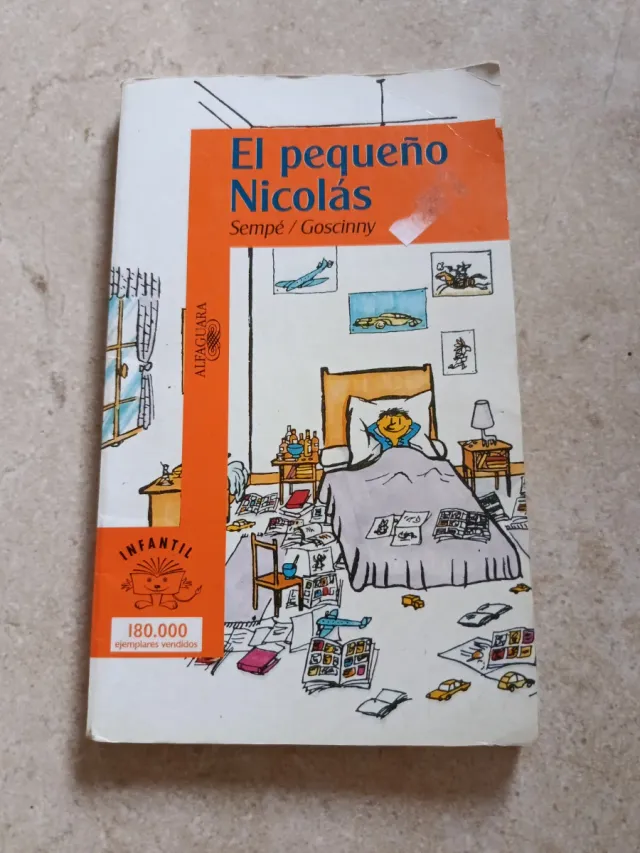 El pequeño
Nicolás
Sempé / Goscinny
ALFAGUARA
INFANTIL
180.000
ejemplares vendidos